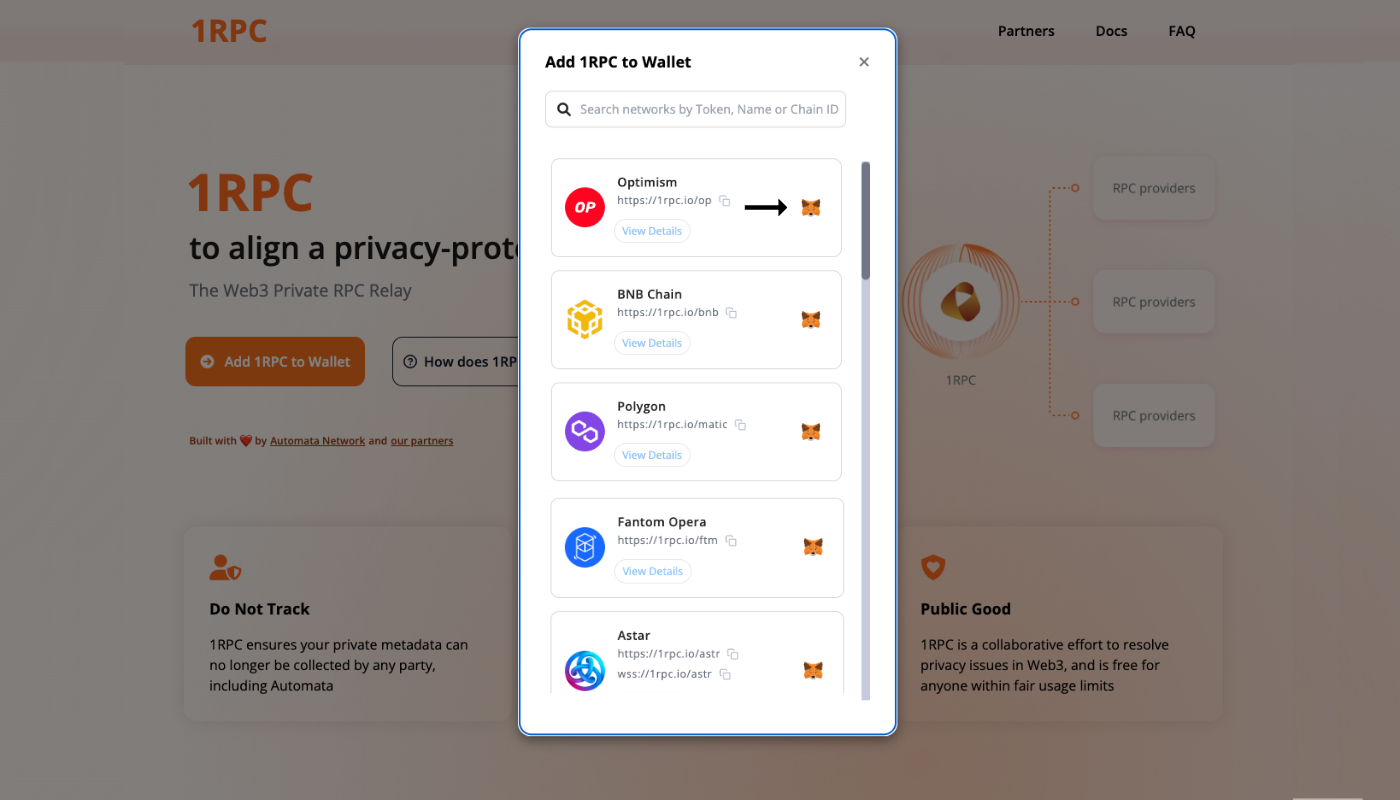 1RPC
Partners
Docs
FAQ
1RPC
to align a privacy-prote
The Web3 Private RPC Relay
Add 1RPC to Wallet
How does 1RP
Built with ❤️ by Automata Network and our partners
Add 1RPC to Wallet
Search networks by Token, Name or Chain ID
OP
Optimism
https://1rpc.io/op
View Details
BNB Chain
https://1rpc.io/bnb
View Details
Polygon
https://1rpc.io/matic
View Details
Fantom Opera
https://1rpc.io/ftm
View Details
Astar
https://1rpc.io/astr
wss://1rpc.io/astr
RPC providers
RPC providers
1RPC
RPC providers
Do Not Track
1RPC ensures your private metadata can
no longer be collected by any party,
including Automata
Public Good
1RPC is a collaborative effort to resolve
privacy issues in Web3, and is free for
anyone within fair usage limits